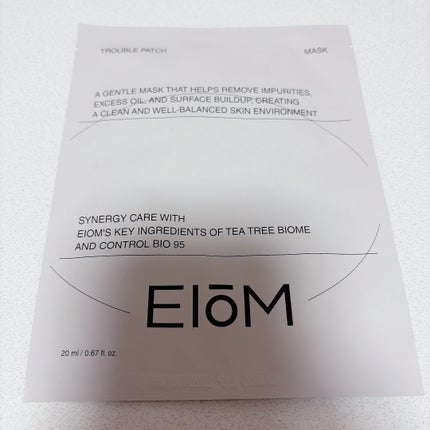 TROUBLE PATCH MASK
A GENTLE MASK THAT HELPS REMOVE IMPURITIES,
EXCESS OIL, AND SURFACE BUILDUP, CREATING
A CLEAN AND WELL-BALANCED SKIN ENVIRONMENT
SYNERGY CARE WITH
EIOM'S KEY INGREDIENTS OF TEA TREE BIOME
AND CONTROL BIO 95
EIōM
20 ml / 0.67 fl. oz.